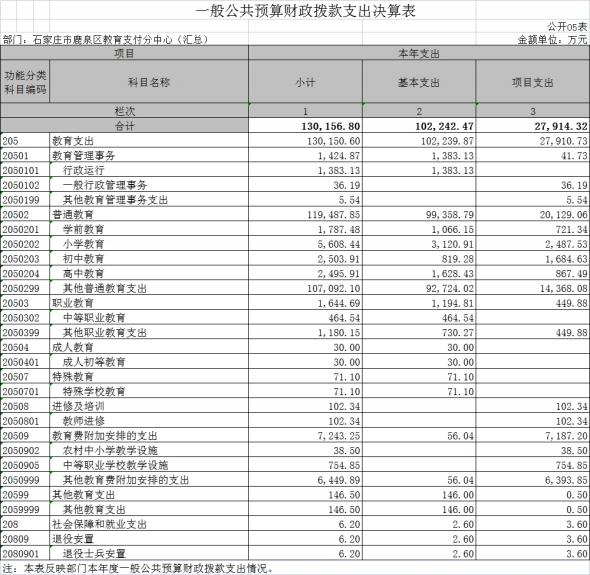 一般公共预算财政拨款支出决算表
公开05表
部门：石家庄市鹿泉区教育支付分中心（汇总） 金额单位：万元
项目 本年支出
功能分类科目编码 科目名称 小计 基本支出 项目支出
栏次 1 2 3
合计 130,156.80 102,242.47 27,914.32
205 教育支出 130,150.60 102,239.87 27,910.73
20501 教育管理事务 1,424.87 1,383.13 41.73
2050101 行政运行 1,383.13 1,383.13
2050102 一般行政管理事务 36.19 36.19
2050199 其他教育管理事务支出 5.54 5.54
20502 普通教育 119,487.85 99,358.79 20,129.06
2050201 学前教育 1,787.48 1,066.15 721.34
2050202 小学教育 5,608.44 3,120.91 2,487.53
2050203 初中教育 2,503.91 819.28 1,684.63
2050204 高中教育 2,495.91 1,628.43 867.49
2050299 其他普通教育支出 107,092.10 92,724.02 14,368.08
20503 职业教育 1,644.69 1,194.81 449.88
2050302 中等职业教育 464.54 464.54
2050399 其他职业教育支出 1,180.15 730.27 449.88
20504 成人教育 30.00 30.00
2050401 成人初等教育 30.00 30.00
20507 特殊教育 71.10 71.10
2050701 特殊学校教育 71.10 71.10
20508 进修及培训 102.34 102.34
2050801 教师进修 102.34 102.34
20509 教育费附加安排的支出 7,243.25 56.04 7,187.20
2050902 农村中小学教学设施 38.50 38.50
2050905 中等职业学校教学设施 754.85 754.85
2050999 其他教育费附加安排的支出 6,449.89 56.04 6,393.85
20599 其他教育支出 146.50 146.00 0.50
2059999 其他教育支出 146.50 146.00 0.50
208 社会保障和就业支出 6.20 2.60 3.60
20809 退役安置 6.20 2.60 3.60
2080901 退役士兵安置 6.20 2.60 3.60
注：本表反映部门本年度一般公共预算财政拨款支出情况。